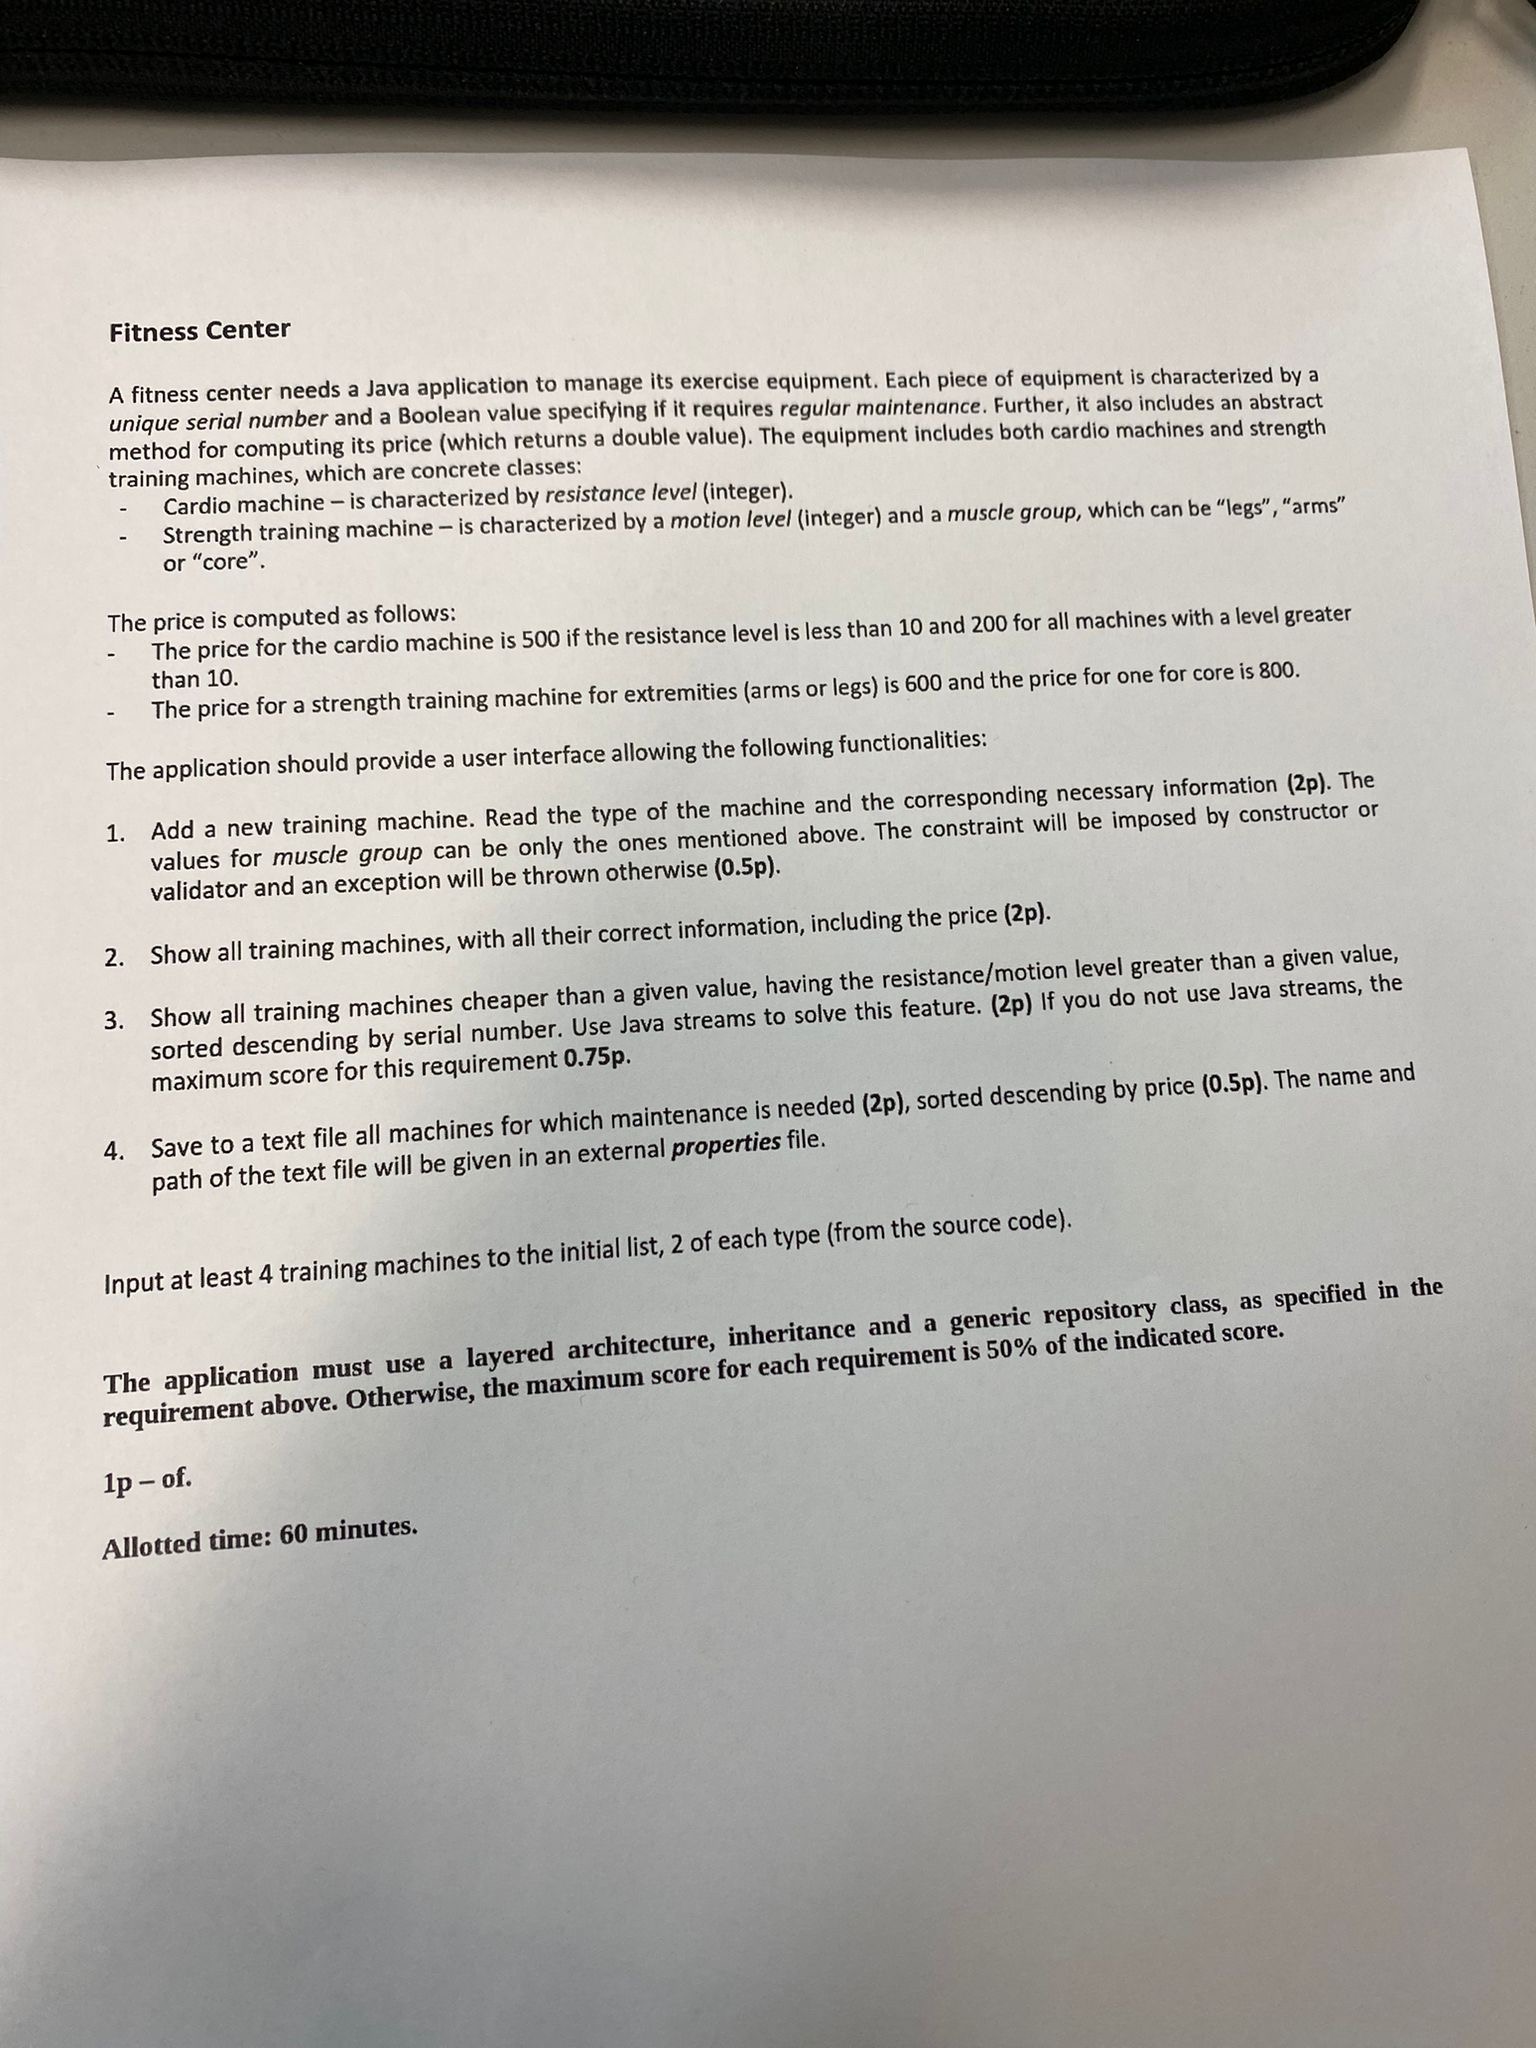 Fitness Center
A fitness center needs a Java application to manage its exercise equipment. Each piece of equipment is characterized by a
unique serial number and a Boolean value specifying if it requires regular maintenance. Further, it also includes an abstract
method for computing its price (which returns a double value). The equipment includes both cardio machines and strength
training machines, which are concrete classes:
- Cardio machine – is characterized by resistance level (integer).
- Strength training machine – is characterized by a motion level (integer) and a muscle group, which can be “legs”, “arms”
or “core”.
The price is computed as follows:
- The price for the cardio machine is 500 if the resistance level is less than 10 and 200 for all machines with a level greater
than 10.
- The price for a strength training machine for extremities (arms or legs) is 600 and the price for one for core is 800.
The application should provide a user interface allowing the following functionalities:
1. Add a new training machine. Read the type of the machine and the corresponding necessary information (2p). The
values for muscle group can be only the ones mentioned above. The constraint will be imposed by constructor or
validator and an exception will be thrown otherwise (0.5p).
2. Show all training machines, with all their correct information, including the price (2p).
3. Show all training machines cheaper than a given value, having the resistance/motion level greater than a given value,
sorted descending by serial number. Use Java streams to solve this feature. (2p) If you do not use Java streams, the
maximum score for this requirement 0.75p.
4. Save to a text file all machines for which maintenance is needed (2p), sorted descending by price (0.5p). The name and
path of the text file will be given in an external properties file.
Input at least 4 training machines to the initial list, 2 of each type (from the source code).
The application must use a layered architecture, inheritance and a generic repository class, as specified in the
requirement above. Otherwise, the maximum score for each requirement is 50% of the indicated score.
1p – of.
Allotted time: 60 minutes.